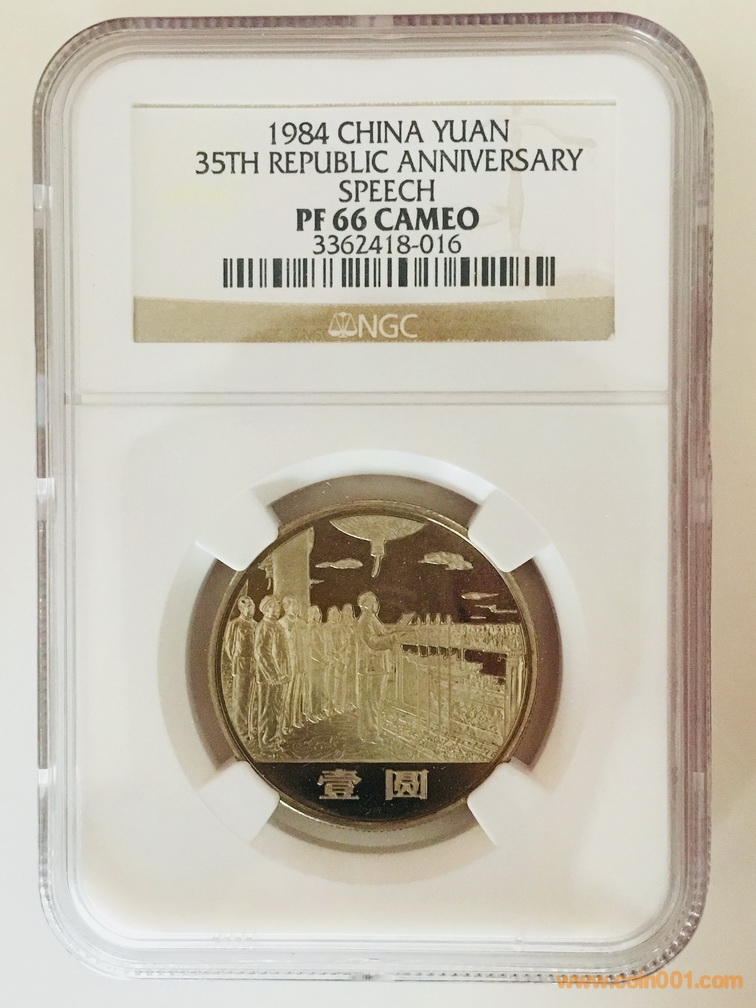 1984 CHINA YUAN
35TH REPUBLIC ANNIVERSARY
SPEECH
PF 66 CAMEO
3362418-016
NGC
壹 圆
www.coin001.com